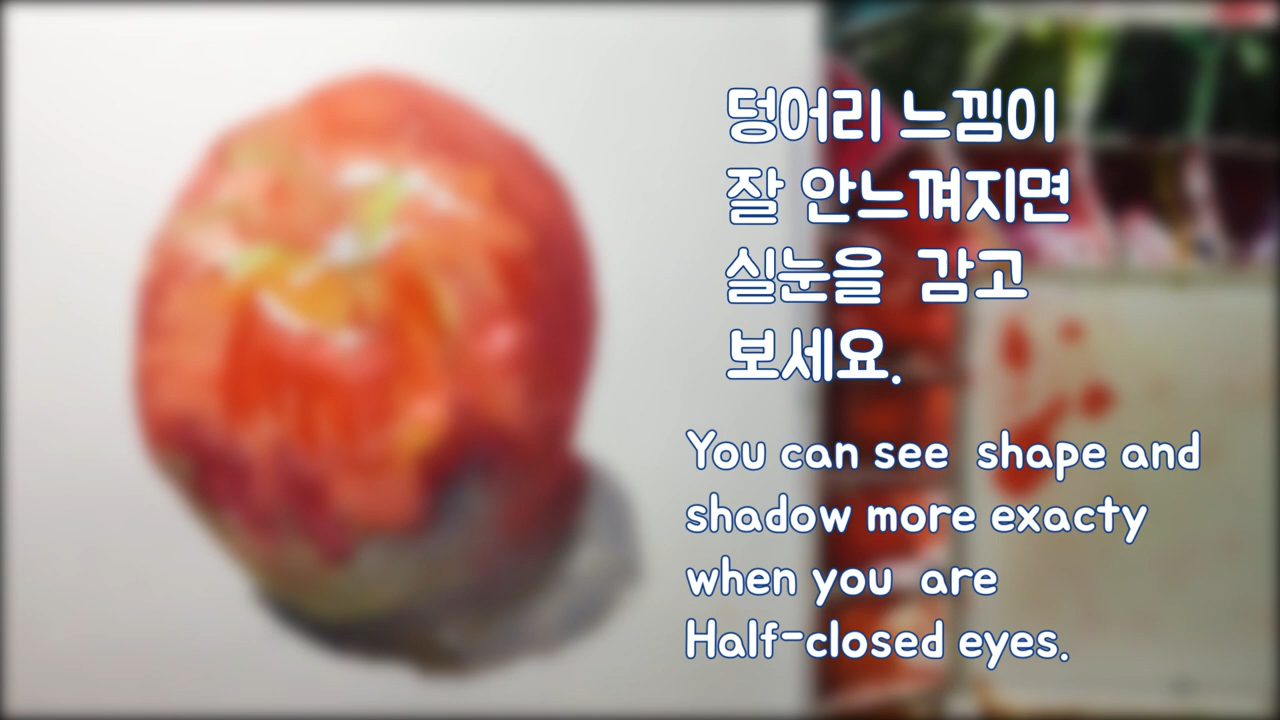 덩어리 느낌이
잘 안느껴지면
실눈을 감고
보세요.
You can see shape and
shadow more exacty
when you are
Half-closed eyes.